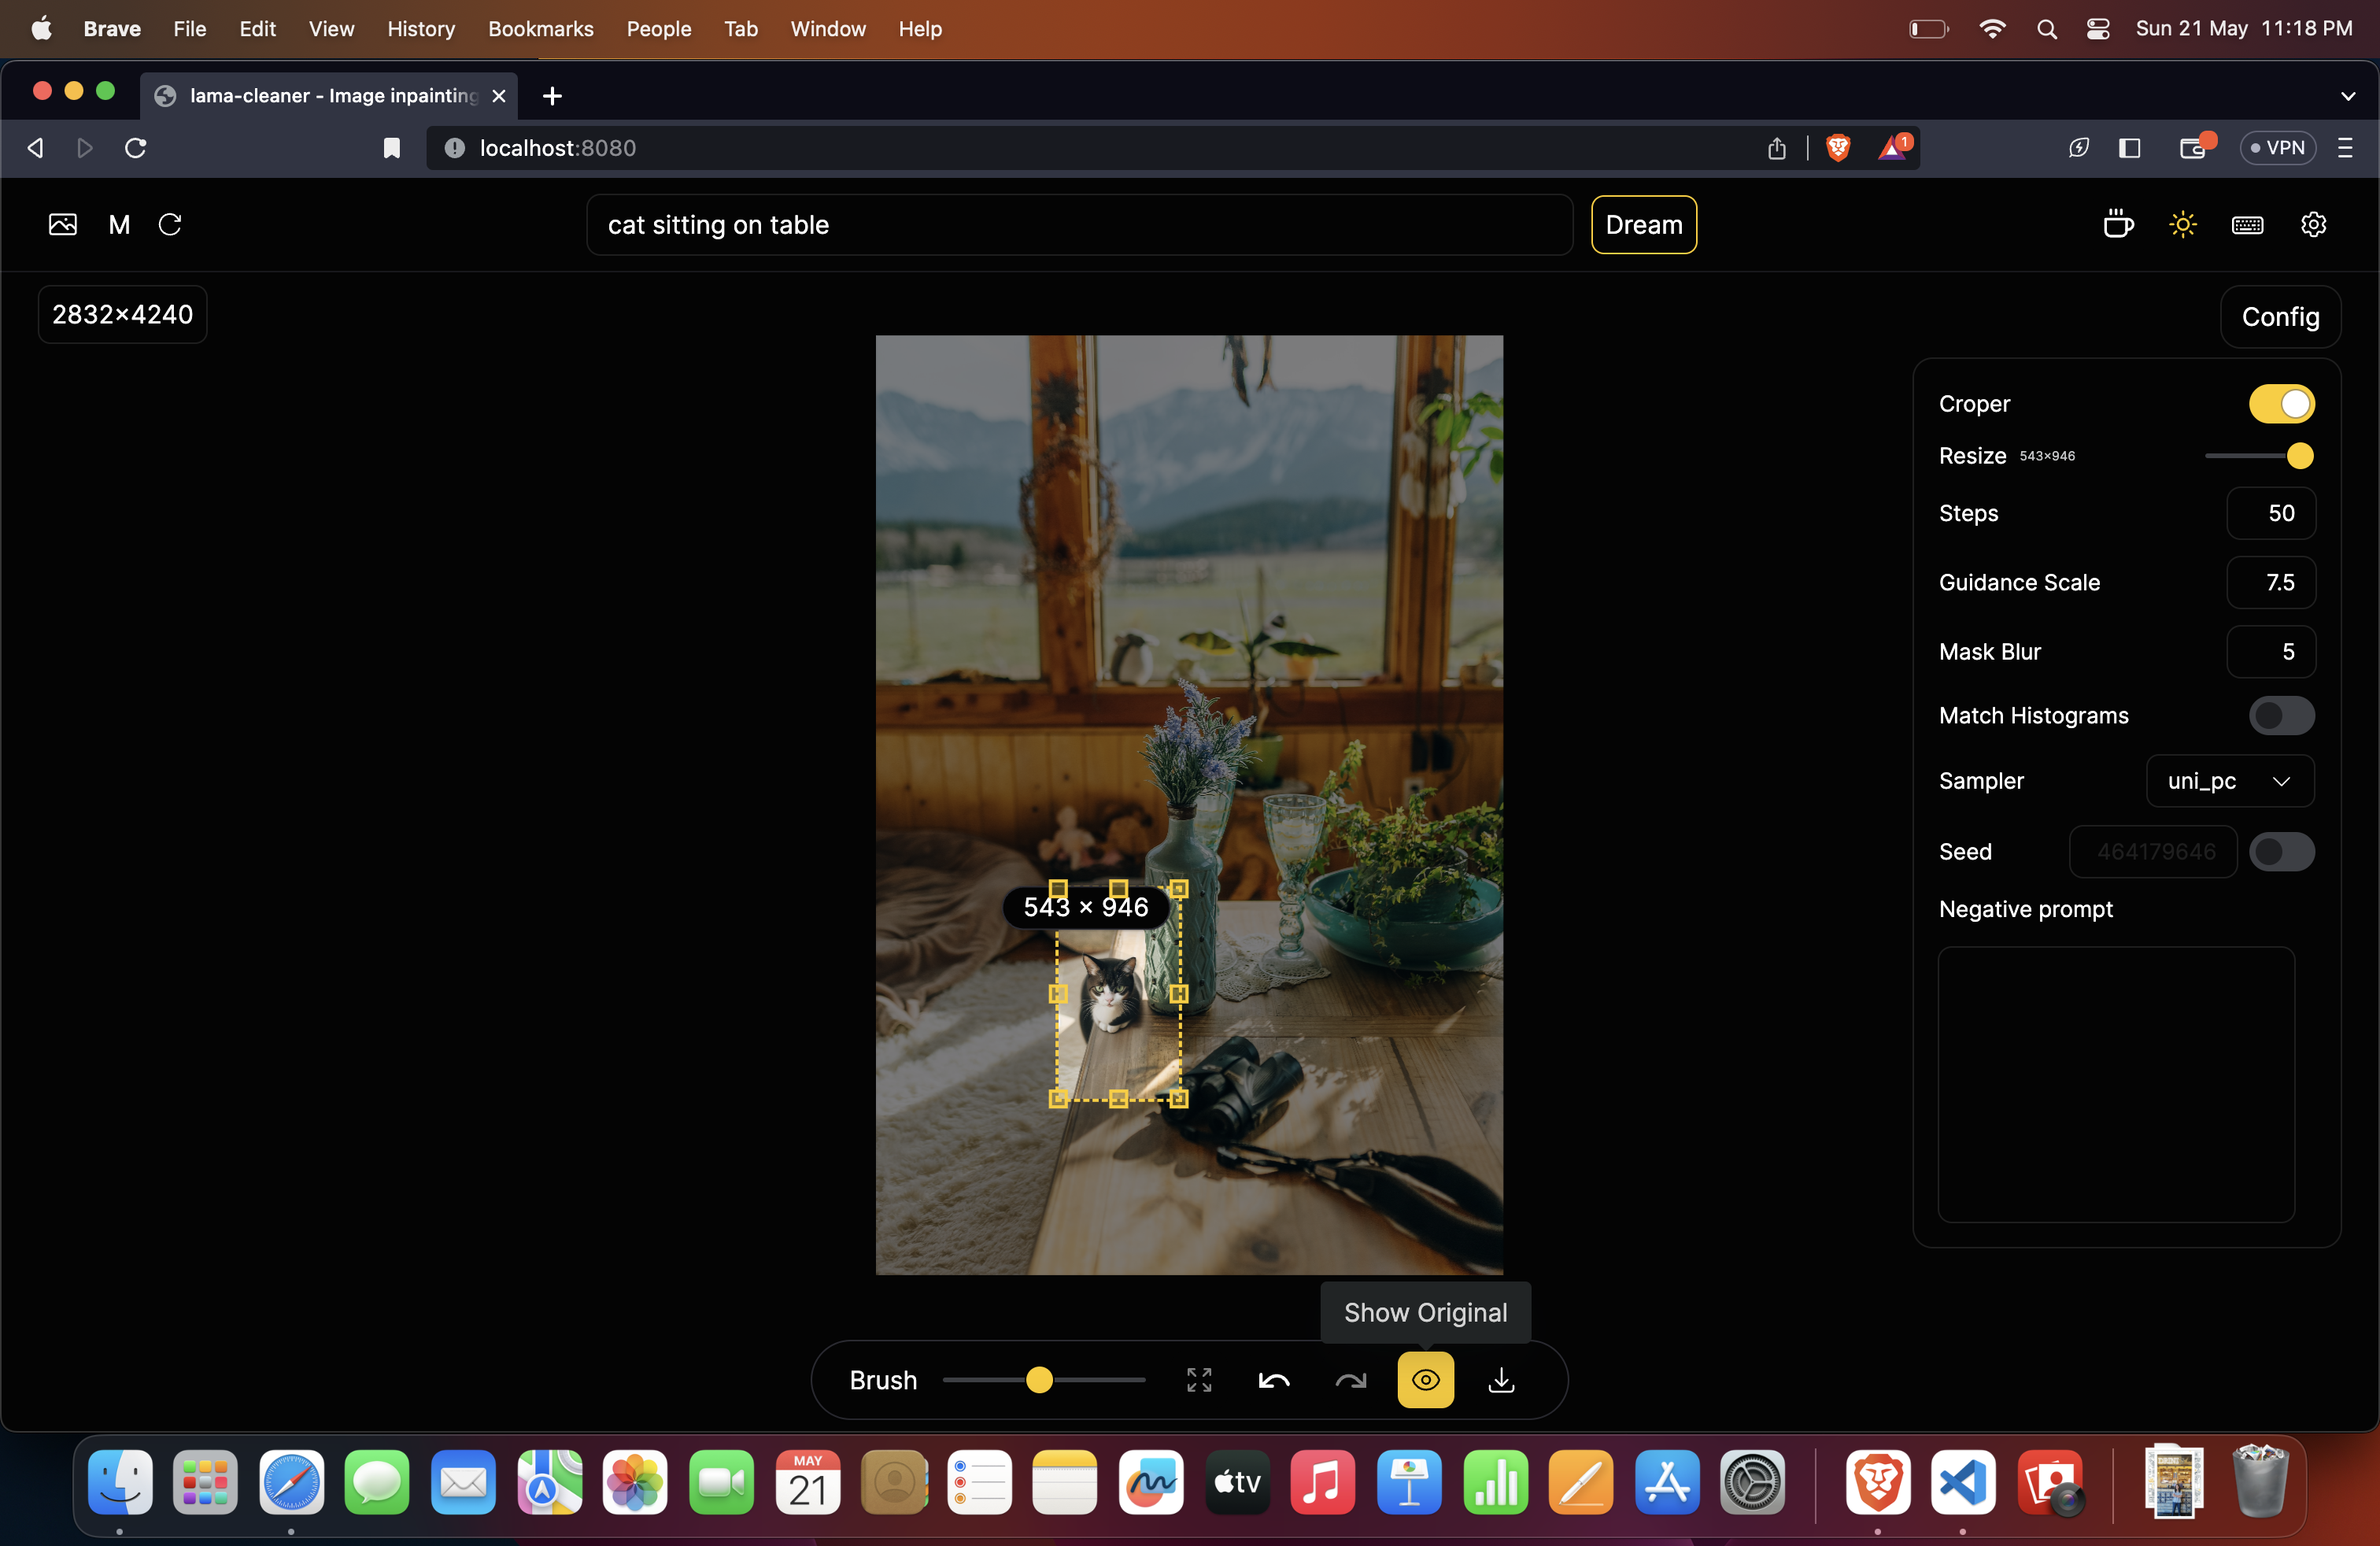 Brave File Edit View History Bookmarks People Tab Window Help Sun 21 May 11:18 PM
lama-cleaner - Image inpainting
localhost:8080 1 VPN
M cat sitting on table Dream
2832×4240 Config
Croper
Resize 543×946
Steps 50
Guidance Scale 7.5
Mask Blur 5
Match Histograms
Sampler uni_pc
Seed 464179646
Negative prompt
543 × 946
Show Original
Brush
MAY
21
tv